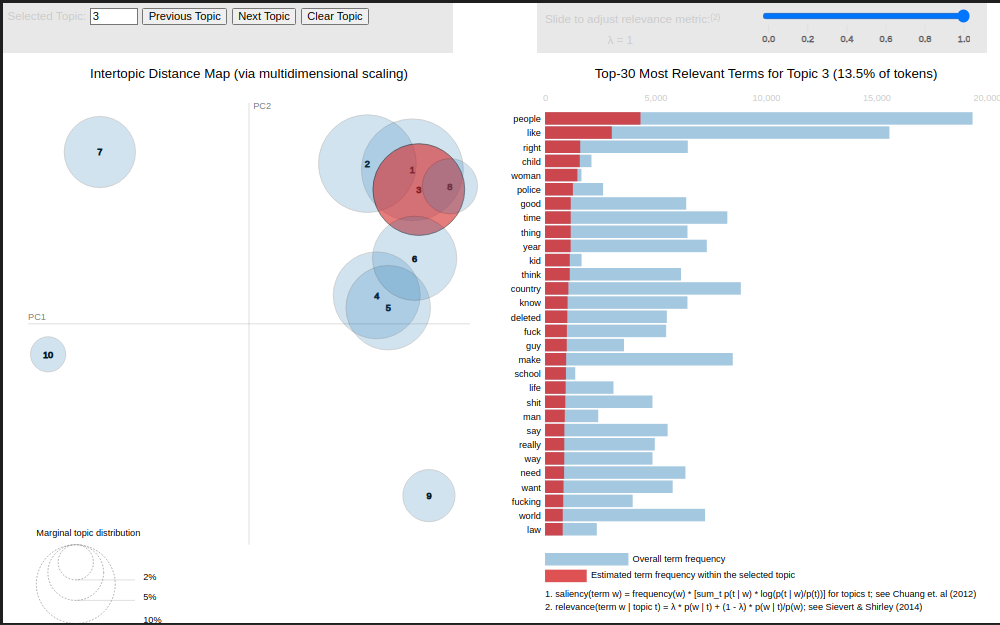 Selected Topic: 3 Previous Topic Next Topic Clear Topic
Slide to adjust relevance metric:(2)
λ = 1
0.0 0.2 0.4 0.6 0.8 1.0
Intertopic Distance Map (via multidimensional scaling)
PC2
PC1
7
2
1
3
8
6
4
5
10
9
Marginal topic distribution
2%
5%
10%
Top-30 Most Relevant Terms for Topic 3 (13.5% of tokens)
0 5,000 10,000 15,000 20,000
people
like
right
child
woman
police
good
time
thing
year
kid
think
country
know
deleted
fuck
guy
make
school
life
shit
man
say
really
way
need
want
fucking
world
law
Overall term frequency
Estimated term frequency within the selected topic
1. saliency(term w) = frequency(w) * [sum_t p(t | w) * log(p(t | w)/p(t))] for topics t; see Chuang et. al (2012)
2. relevance(term w | topic t) = λ * p(w | t) + (1 - λ) * p(w | t)/p(w); see Sievert & Shirley (2014)